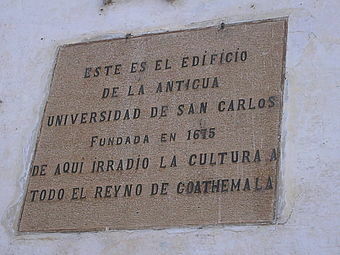 ESTE ES EL EDIFICIO
DE LA ANTIGUA
UNIVERSIDAD DE SAN CARLOS
FUNDADA EN 1675
DE AQUÍ IRRADIO LA CULTURA A
TODO EL REYNO DE GOATHEMALA